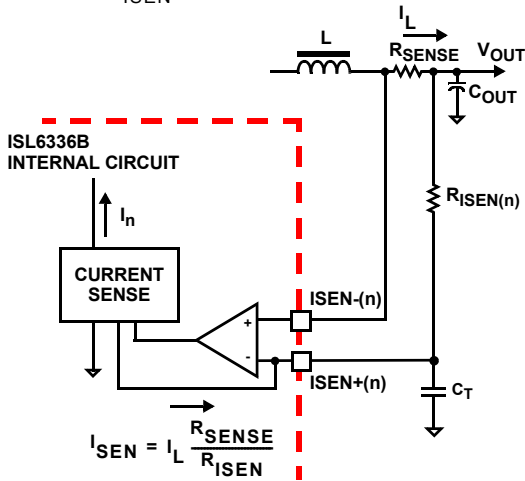 ISEN
L
IL
RSENSE
VOUT
COUT
ISL6336B
INTERNAL CIRCUIT
In
RISEN(n)
CURRENT
SENSE
+
ISEN-(n)
-
ISEN+(n)
CT
ISEN = IL RSENSE / RISEN